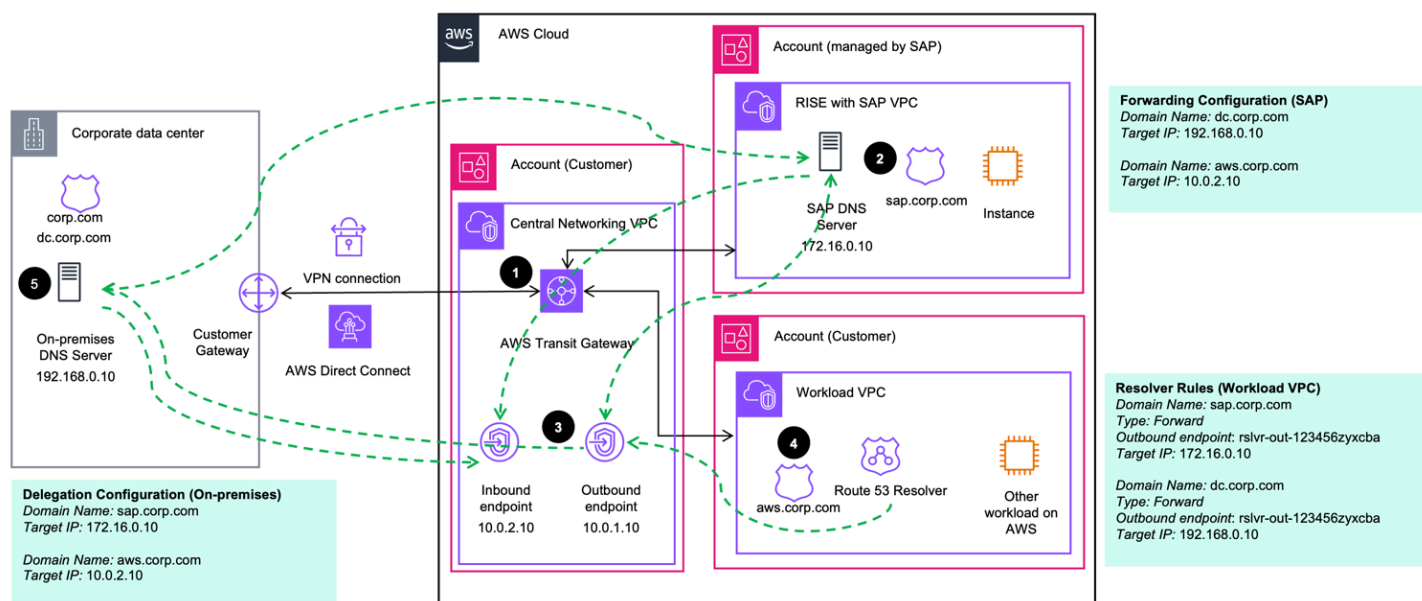 aws
AWS Cloud
Account (managed by SAP)
RISE with SAP VPC
2
SAP DNS
Server
172.16.0.10
sap.corp.com
Instance
Forwarding Configuration (SAP)
Domain Name: dc.corp.com
Target IP: 192.168.0.10
Domain Name: aws.corp.com
Target IP: 10.0.2.10
Corporate data center
corp.com
dc.corp.com
5
On-premises
DNS Server
192.168.0.10
Customer
Gateway
VPN connection
AWS Direct Connect
Account (Customer)
Central Networking VPC
1
AWS Transit Gateway
3
Inbound
endpoint
10.0.2.10
Outbound
endpoint
10.0.1.10
Account (Customer)
Workload VPC
4
aws.corp.com
Route 53 Resolver
Other
workload on
AWS
Resolver Rules (Workload VPC)
Domain Name: sap.corp.com
Type: Forward
Outbound endpoint: rslvr-out-123456zyxcba
Target IP: 172.16.0.10
Domain Name: dc.corp.com
Type: Forward
Outbound endpoint: rslvr-out-123456zyxcba
Target IP: 192.168.0.10
Delegation Configuration (On-premises)
Domain Name: sap.corp.com
Target IP: 172.16.0.10
Domain Name: aws.corp.com
Target IP: 10.0.2.10